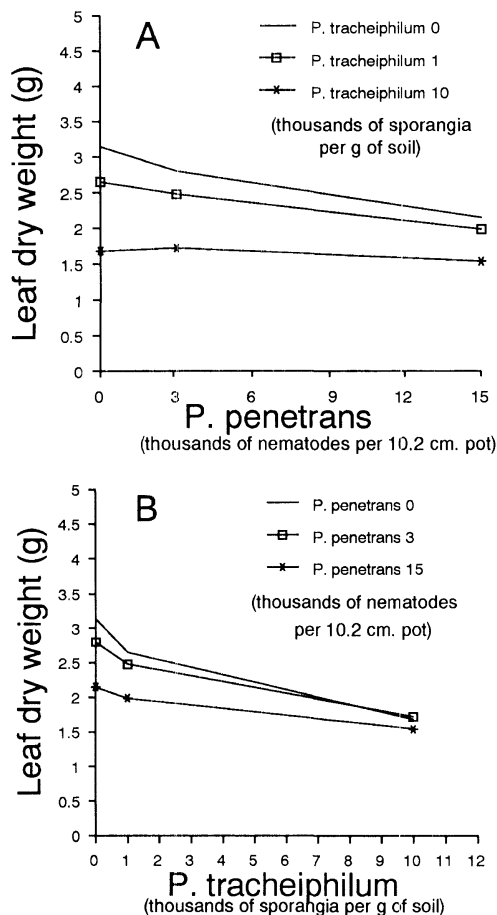 A
P. tracheiphilum 0
P. tracheiphilum 1
P. tracheiphilum 10
(thousands of sporangia
per g of soil)
Leaf dry weight (g)
5
4.5
4
3.5
3
2.5
2
1.5
1
0.5
0
0 3 6 9 12 15
P. penetrans
(thousands of nematodes per 10.2 cm. pot)
B
P. penetrans 0
P. penetrans 3
P. penetrans 15
(thousands of nematodes
per 10.2 cm. pot)
Leaf dry weight (g)
5
4.5
4
3.5
3
2.5
2
1.5
1
0.5
0
0 1 2 3 4 5 6 7 8 9 10 11 12
P. tracheiphilum
(thousands of sporangia per g of soil)